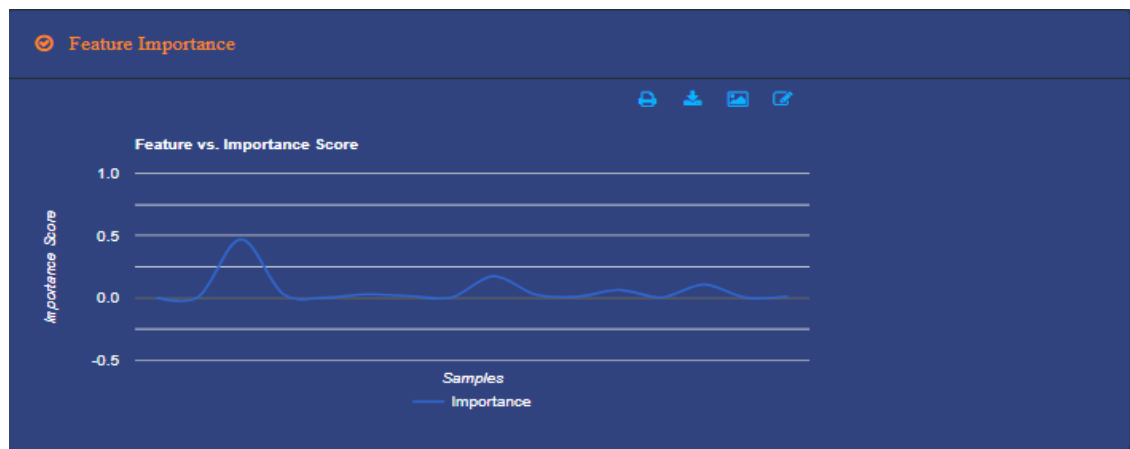 Feature Importance
Feature vs. Importance Score
1.0
0.5
0.0
-0.5
Importance Score
Samples
Importance